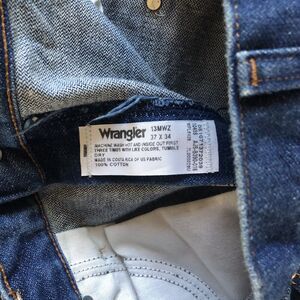 Wrangler 13MWZ
37 X 34
MACHINE WASH HOT AND INSIDE OUT FIRST
THREE TIMES WITH LIKE COLORS, TUMBLE
DRY
MADE IN COSTA RICA OF US FABRIC
100% COTTON